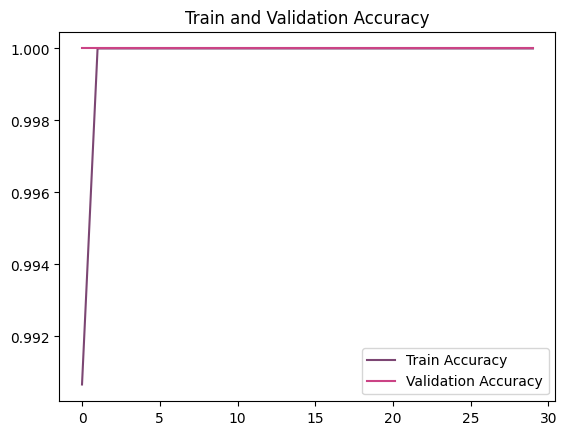 Train and Validation Accuracy
1.000
0.998
0.996
0.994
0.992
Train Accuracy
Validation Accuracy
0 5 10 15 20 25 30